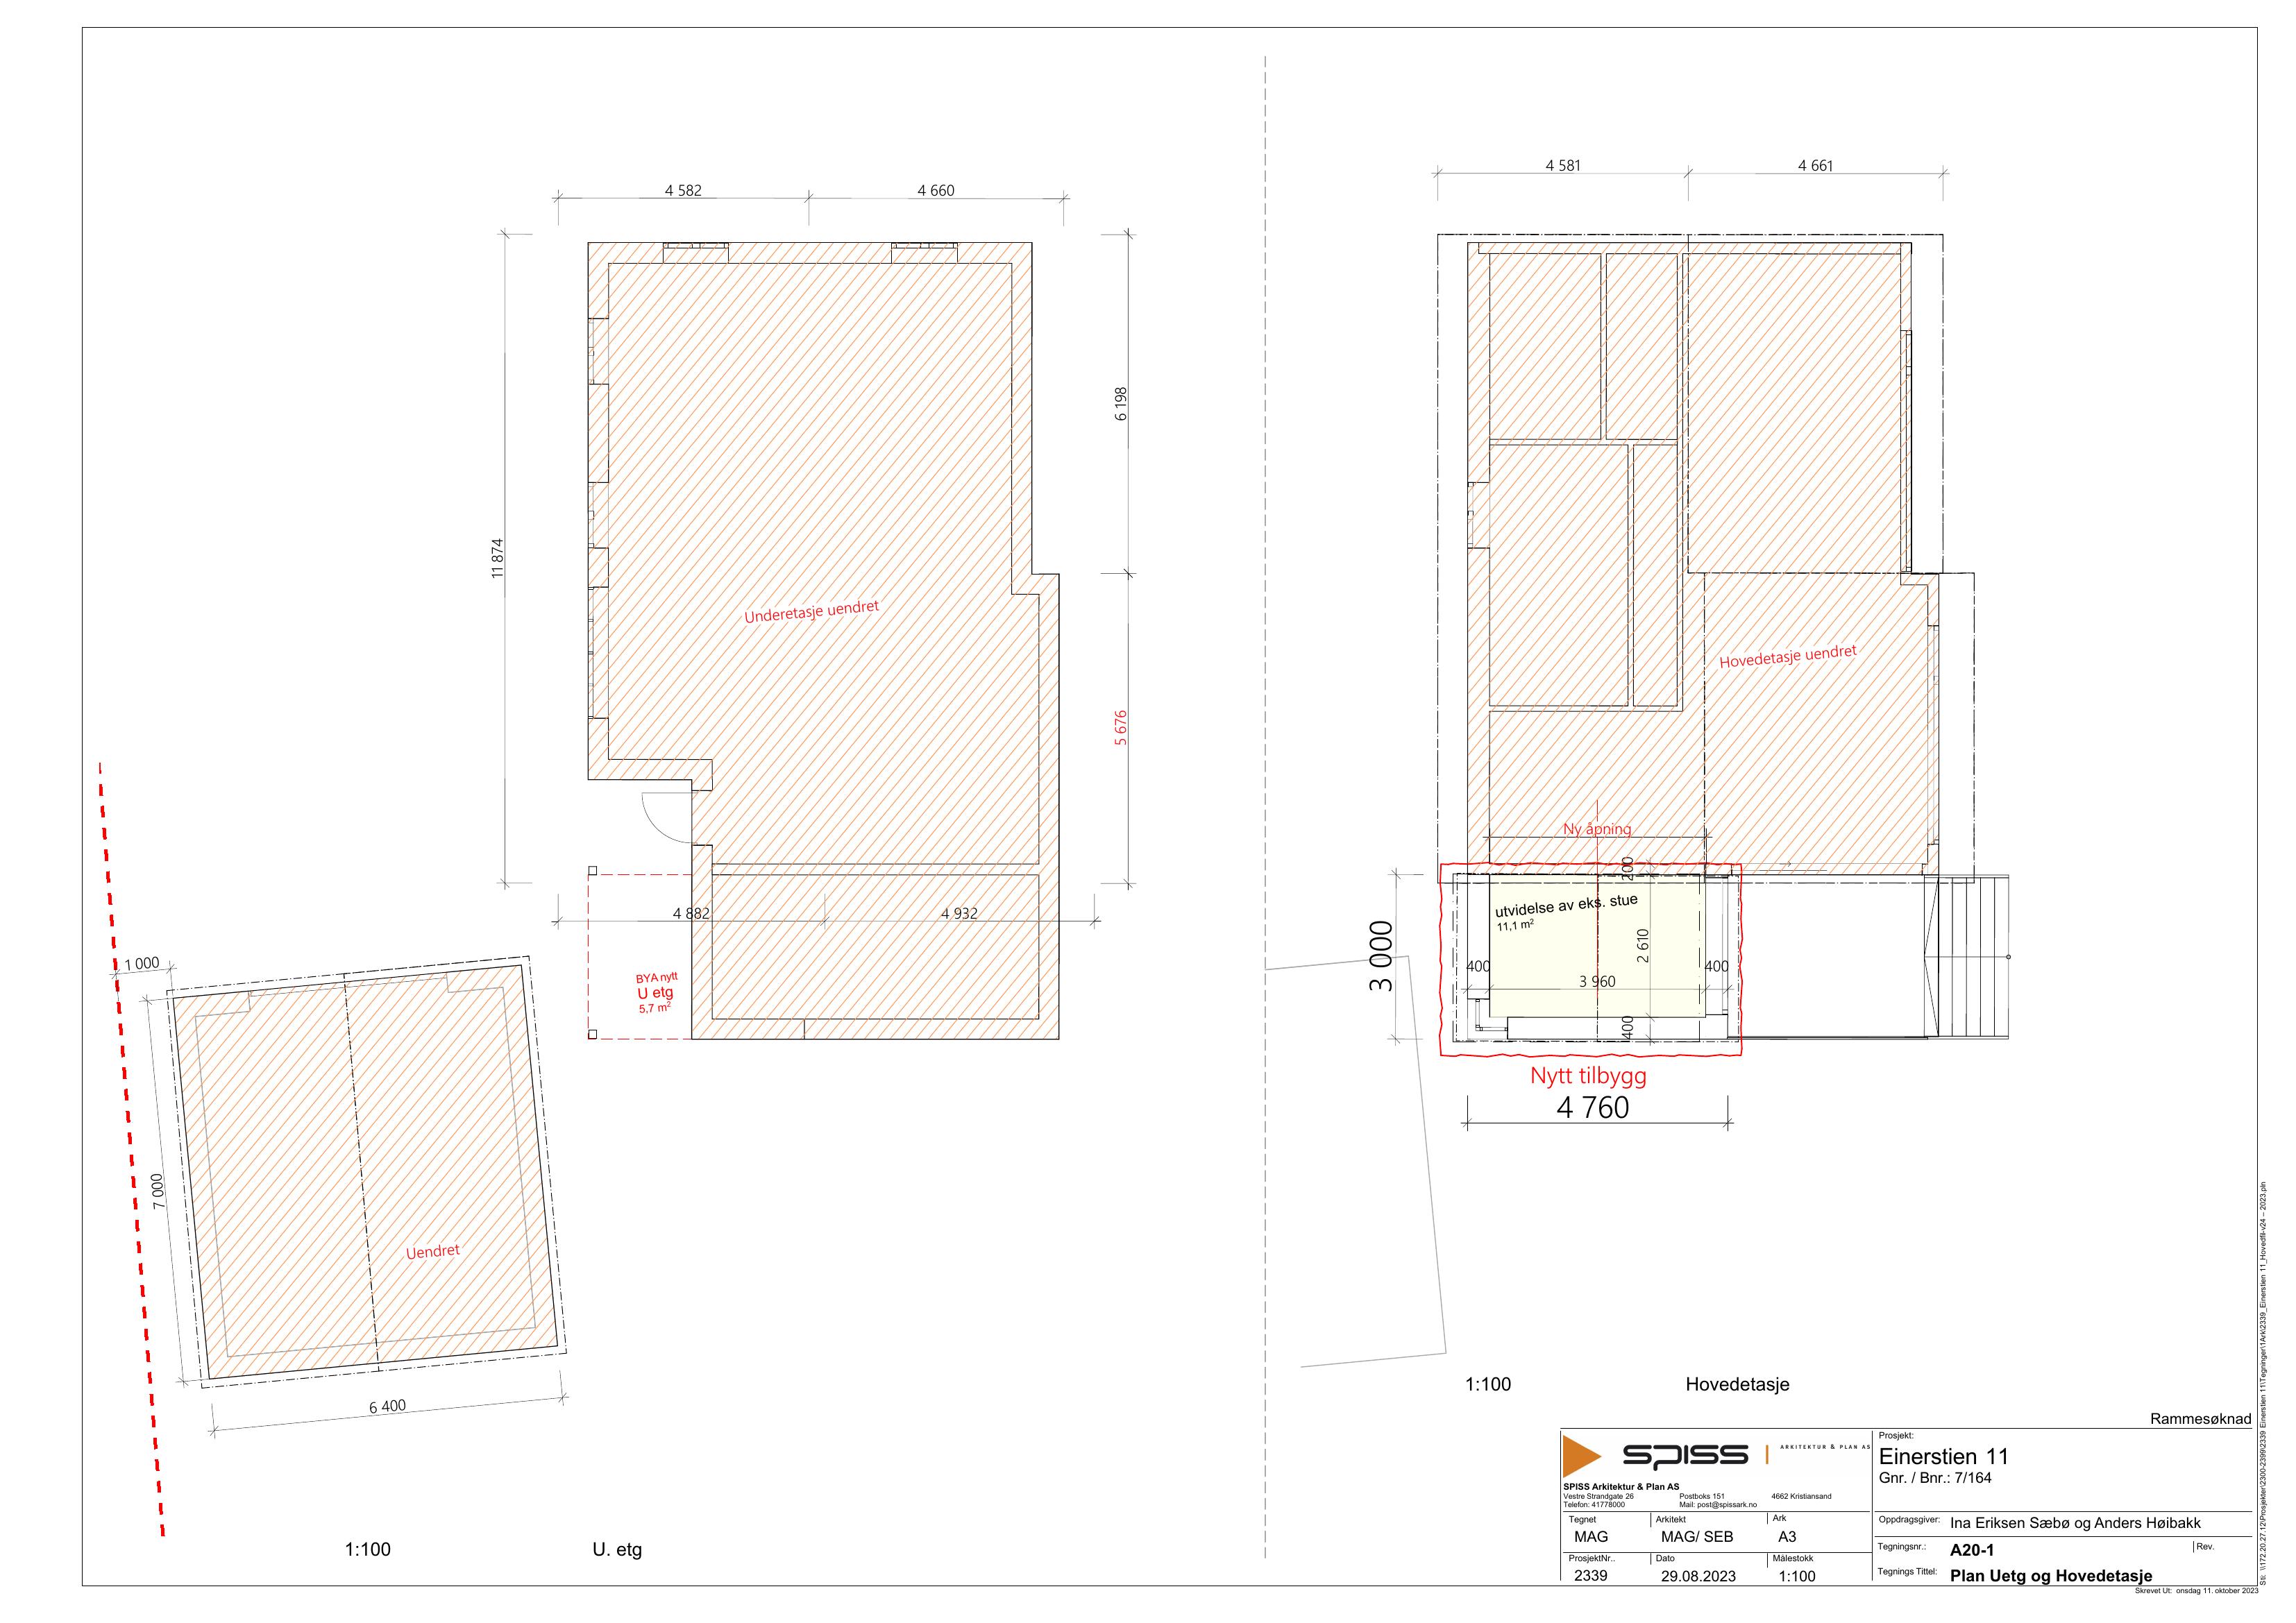 4 582
4 660
11 874
6 198
5 676
Underetasje uendret
4 882
4 932
BYA nytt
U etg
5,7 m²
1 000
7 000
6 400
Uendret
1:100
U. etg
4 581
4 661
Hovedetasje uendret
Ny åpning
200
utvidelse av eks. stue
11,1 m²
3 000
2 610
400
400
3 960
400
Nytt tilbygg
4 760
1:100
Hovedetasje
Rammesøknad
SPISS
ARKITEKTUR & PLAN AS
SPISS Arkitektur & Plan AS
Vestre Strandgate 26
Postboks 151
4662 Kristiansand
Telefon: 41778000
Mail: post@spissark.no
Tegnet
Arkitekt
Ark
MAG
MAG/ SEB
A3
ProsjektNr..
Dato
Målestokk
2339
29.08.2023
1:100
Prosjekt:
Einerstien 11
Gnr. / Bnr.: 7/164
Oppdragsgiver: Ina Eriksen Sæbø og Anders Høibakk
Tegningsnr.: A20-1
Rev.
Tegnings Tittel: Plan Uetg og Hovedetasje
Skrevet Ut: onsdag 11. oktober 2023
Sti: \\172.20.27.12\Prosjekter\2300-2399\2339 Einerstien 11\Tegninger\1Ark\2339_Einerstien 11_Hovedfil-v24 – 2023.pln